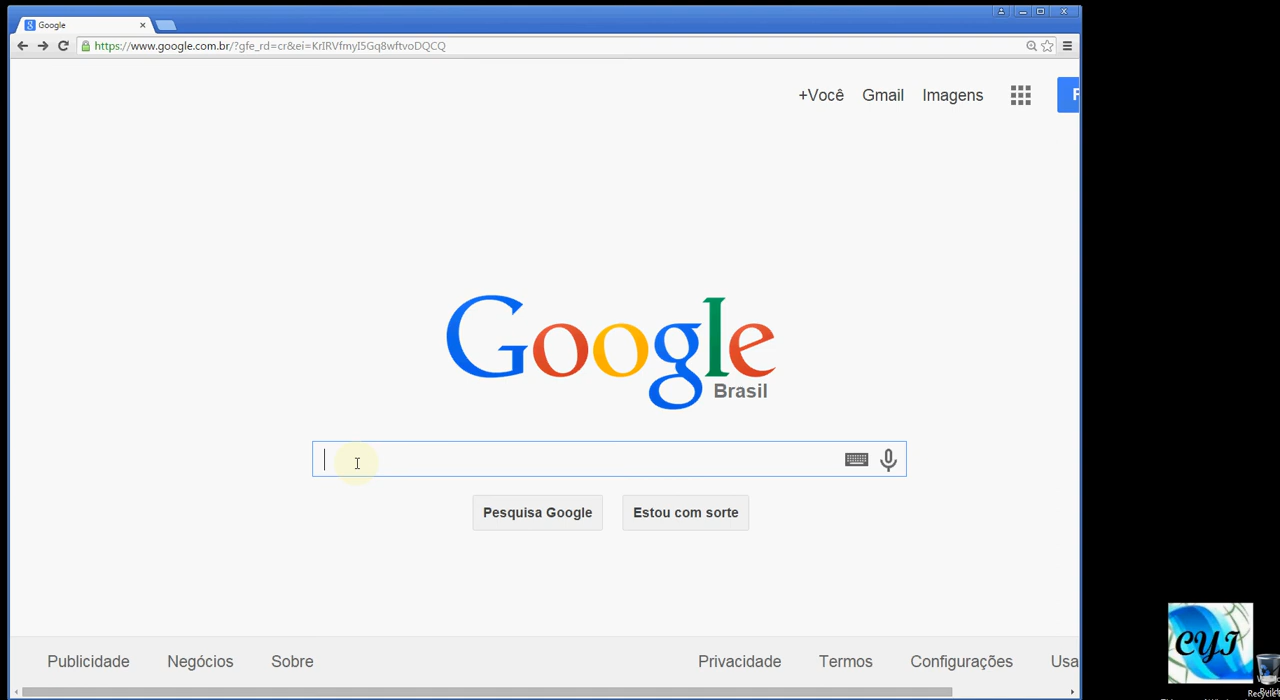 Google
https://www.google.com.br/?gfe_rd=cr&ei=KrIRVfmyI5Gq8wftvoDQCQ
+Você Gmail Imagens
Google
Brasil
Pesquisa Google Estou com sorte
Publicidade Negócios Sobre Privacidade Termos Configurações Usa
CYI